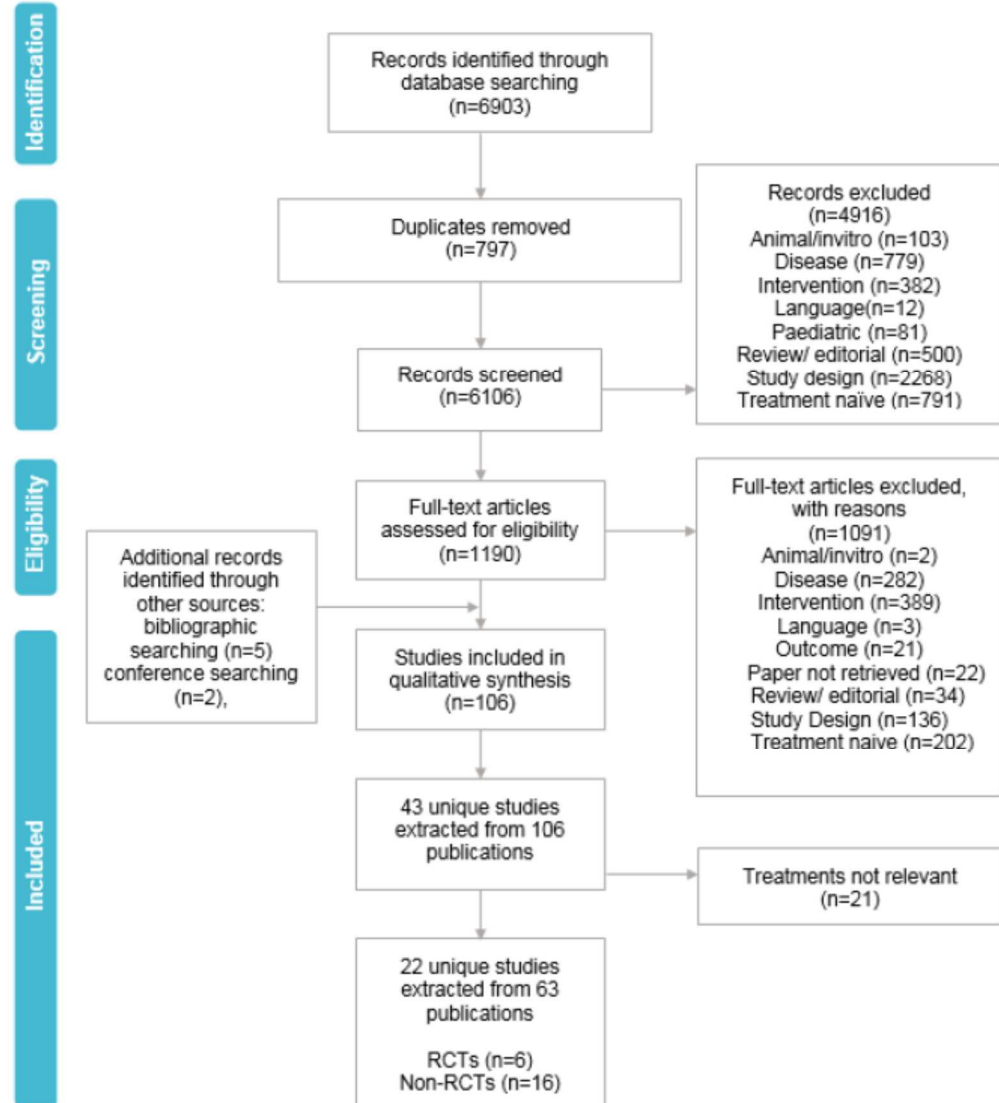 Identification
Records identified through
database searching
(n=6903)
Screening
Duplicates removed
(n=797)
Records excluded
(n=4916)
Animal/invitro (n=103)
Disease (n=779)
Intervention (n=382)
Language(n=12)
Paediatric (n=81)
Review/ editorial (n=500)
Study design (n=2268)
Treatment naïve (n=791)
Records screened
(n=6106)
Eligibility
Full-text articles
assessed for eligibility
(n=1190)
Full-text articles excluded,
with reasons
(n=1091)
Animal/invitro (n=2)
Disease (n=282)
Intervention (n=389)
Language (n=3)
Outcome (n=21)
Paper not retrieved (n=22)
Review/ editorial (n=34)
Study Design (n=136)
Treatment naive (n=202)
Additional records
identified through
other sources:
bibliographic
searching (n=5)
conference searching
(n=2),
Included
Studies included in
qualitative synthesis
(n=106)
43 unique studies
extracted from 106
publications
Treatments not relevant
(n=21)
22 unique studies
extracted from 63
publications
RCTs (n=6)
Non-RCTs (n=16)